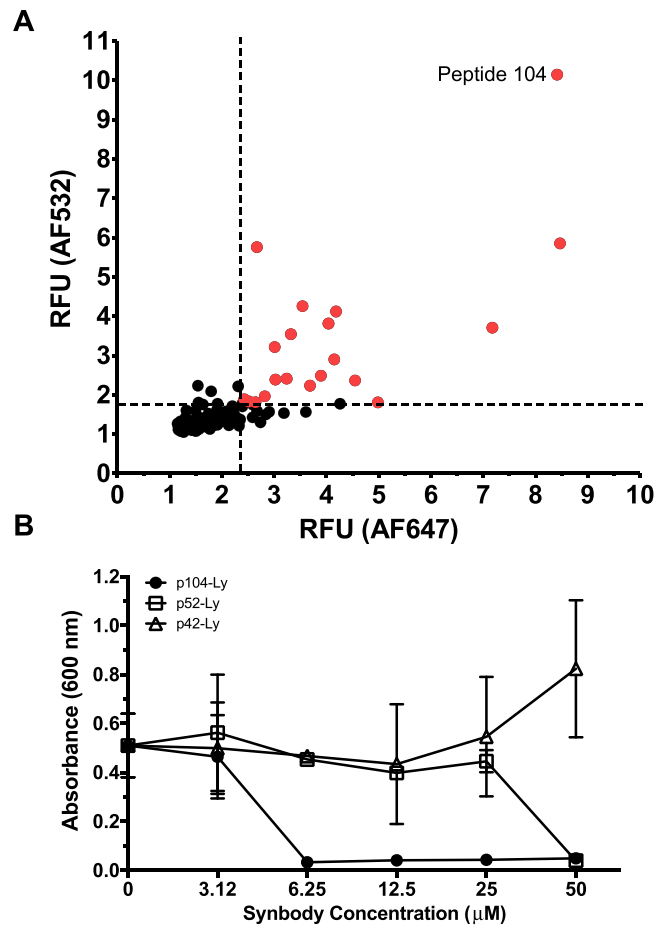 A
11
10
9
8
7
6
5
4
3
2
1
0
RFU (AF532)
Peptide 104
0 1 2 3 4 5 6 7 8 9 10
RFU (AF647)
B
1.2
1.0
0.8
0.6
0.4
0.2
0.0
Absorbance (600 nm)
p104-Ly
p52-Ly
p42-Ly
0 3.12 6.25 12.5 25 50
Synbody Concentration (μM)